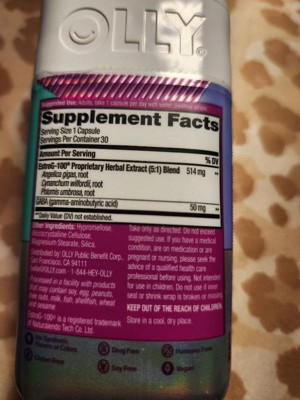 OLLY®
Suggested Use: Adults, take 1 capsule per day with water
Supplement Facts
Serving Size 1 Capsule
Servings Per Container 30
Amount Per Serving
% DV
EstroG-100® Proprietary Herbal Extract (5:1) Blend 514 mg **
Angelica gigas, root
Cynanchum wilfordii, root
Phlomis umbrosa, root
GABA (gamma-aminobutyric acid) 50 mg **
**Daily Value (DV) not established.
Other Ingredients: Hypromellose,
Microcrystalline Cellulose,
Magnesium Stearate, Silica.
Distributed by: OLLY Public Benefit Corp.
San Francisco, CA 94111
hello@OLLY.com · 1-844-HEY-OLLY
Processed in a facility with products
that may contain soy, egg, peanuts,
tree nuts, milk, fish, shellfish, wheat
and sesame.
EstroG-100® is a registered trademark
of Naturalendo Tech Co. Ltd.
Take only as directed. Do not exceed
suggested use. If you have a medical
condition, are on medication or are
pregnant or nursing, please seek the
advice of a qualified health care
professional before using. Not intended
for use in children. Do not use if inner
seal or shrink wrap is broken or missing.
KEEP OUT OF THE REACH OF CHILDREN.
Store in a cool, dry place.
No Synthetic
Flavors or Colors
Gluten Free
Drug Free
Soy Free
Hormone Free
Vegan